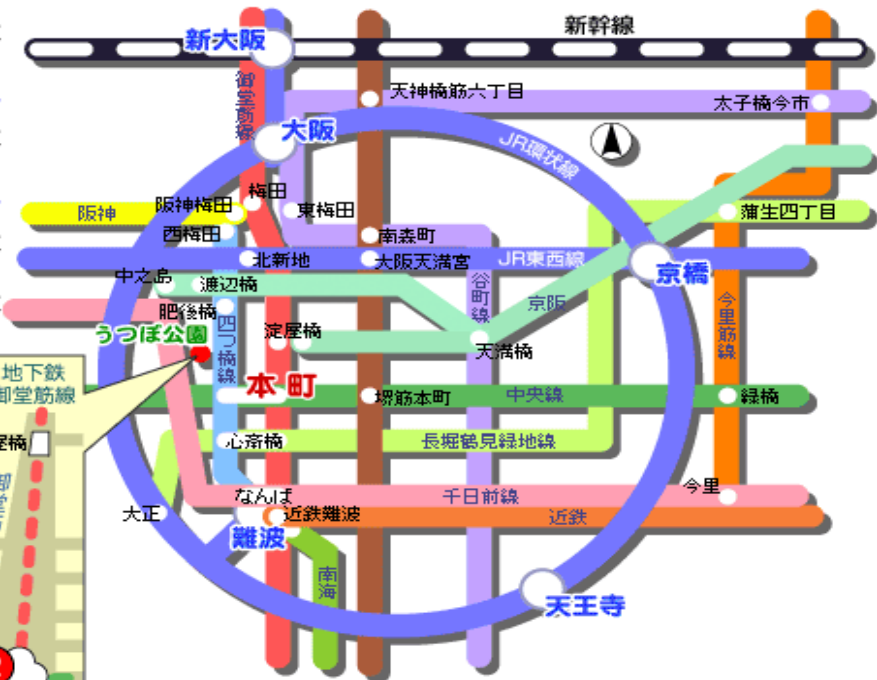 新幹線
新大阪
御堂筋線
天神橋筋六丁目
太子橋今市
大阪
JR環状線
梅田
阪神梅田
阪神
東梅田
蒲生四丁目
西梅田
南森町
北新地
大阪天満宮
JR東西線
京橋
中之島
渡辺橋
谷町線
京阪
今里筋線
肥後橋
うつぼ公園
四つ橋線
淀屋橋
天満橋
地下鉄
御堂筋線
本町
堺筋本町
中央線
緑橋
屋橋
心斎橋
長堀鶴見緑地線
なんば
千日前線
今里
大正
近鉄難波
近鉄
難波
南海
天王寺